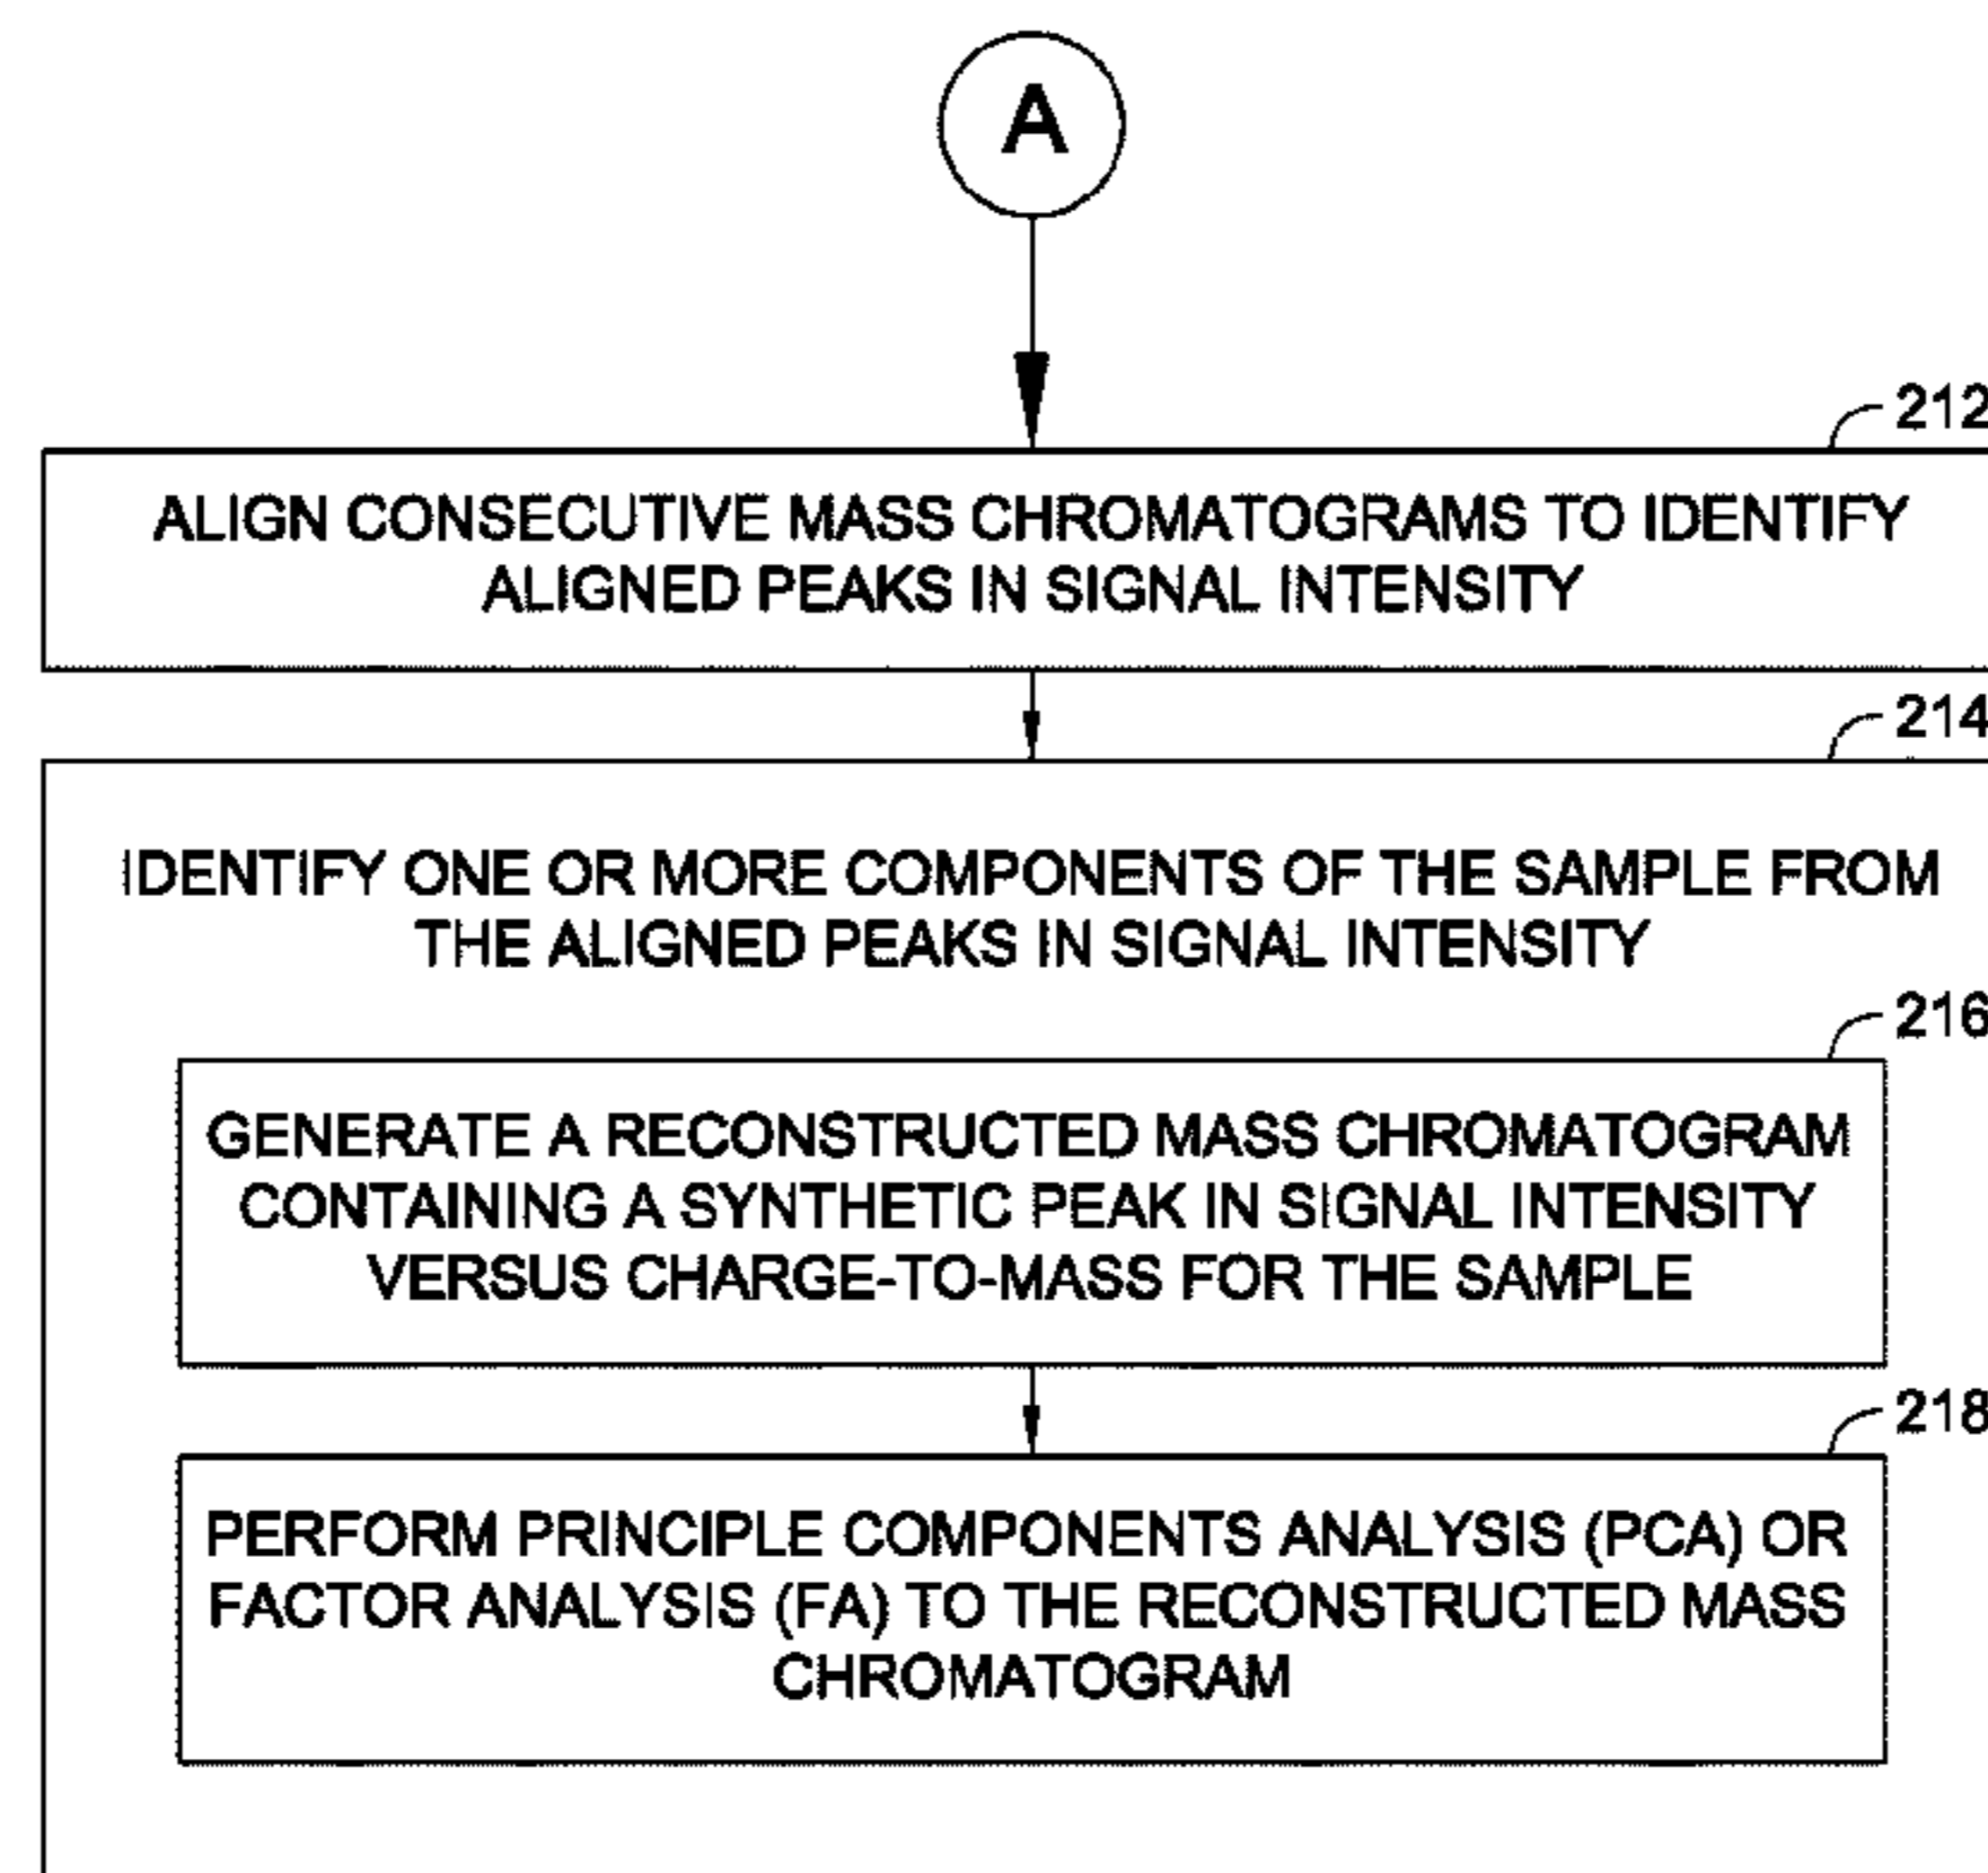 A
212
ALIGN CONSECUTIVE MASS CHROMATOGRAMS TO IDENTIFY
ALIGNED PEAKS IN SIGNAL INTENSITY
214
IDENTIFY ONE OR MORE COMPONENTS OF THE SAMPLE FROM
THE ALIGNED PEAKS IN SIGNAL INTENSITY
216
GENERATE A RECONSTRUCTED MASS CHROMATOGRAM
CONTAINING A SYNTHETIC PEAK IN SIGNAL INTENSITY
VERSUS CHARGE-TO-MASS FOR THE SAMPLE
218
PERFORM PRINCIPLE COMPONENTS ANALYSIS (PCA) OR
FACTOR ANALYSIS (FA) TO THE RECONSTRUCTED MASS
CHROMATOGRAM